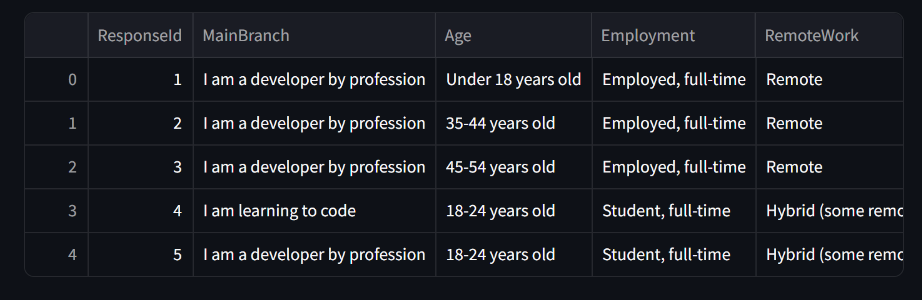 ResponseId MainBranch Age Employment RemoteWork
0 1 I am a developer by profession Under 18 years old Employed, full-time Remote
1 2 I am a developer by profession 35-44 years old Employed, full-time Remote
2 3 I am a developer by profession 45-54 years old Employed, full-time Remote
3 4 I am learning to code 18-24 years old Student, full-time Hybrid (some remo
4 5 I am a developer by profession 18-24 years old Student, full-time Hybrid (some remo